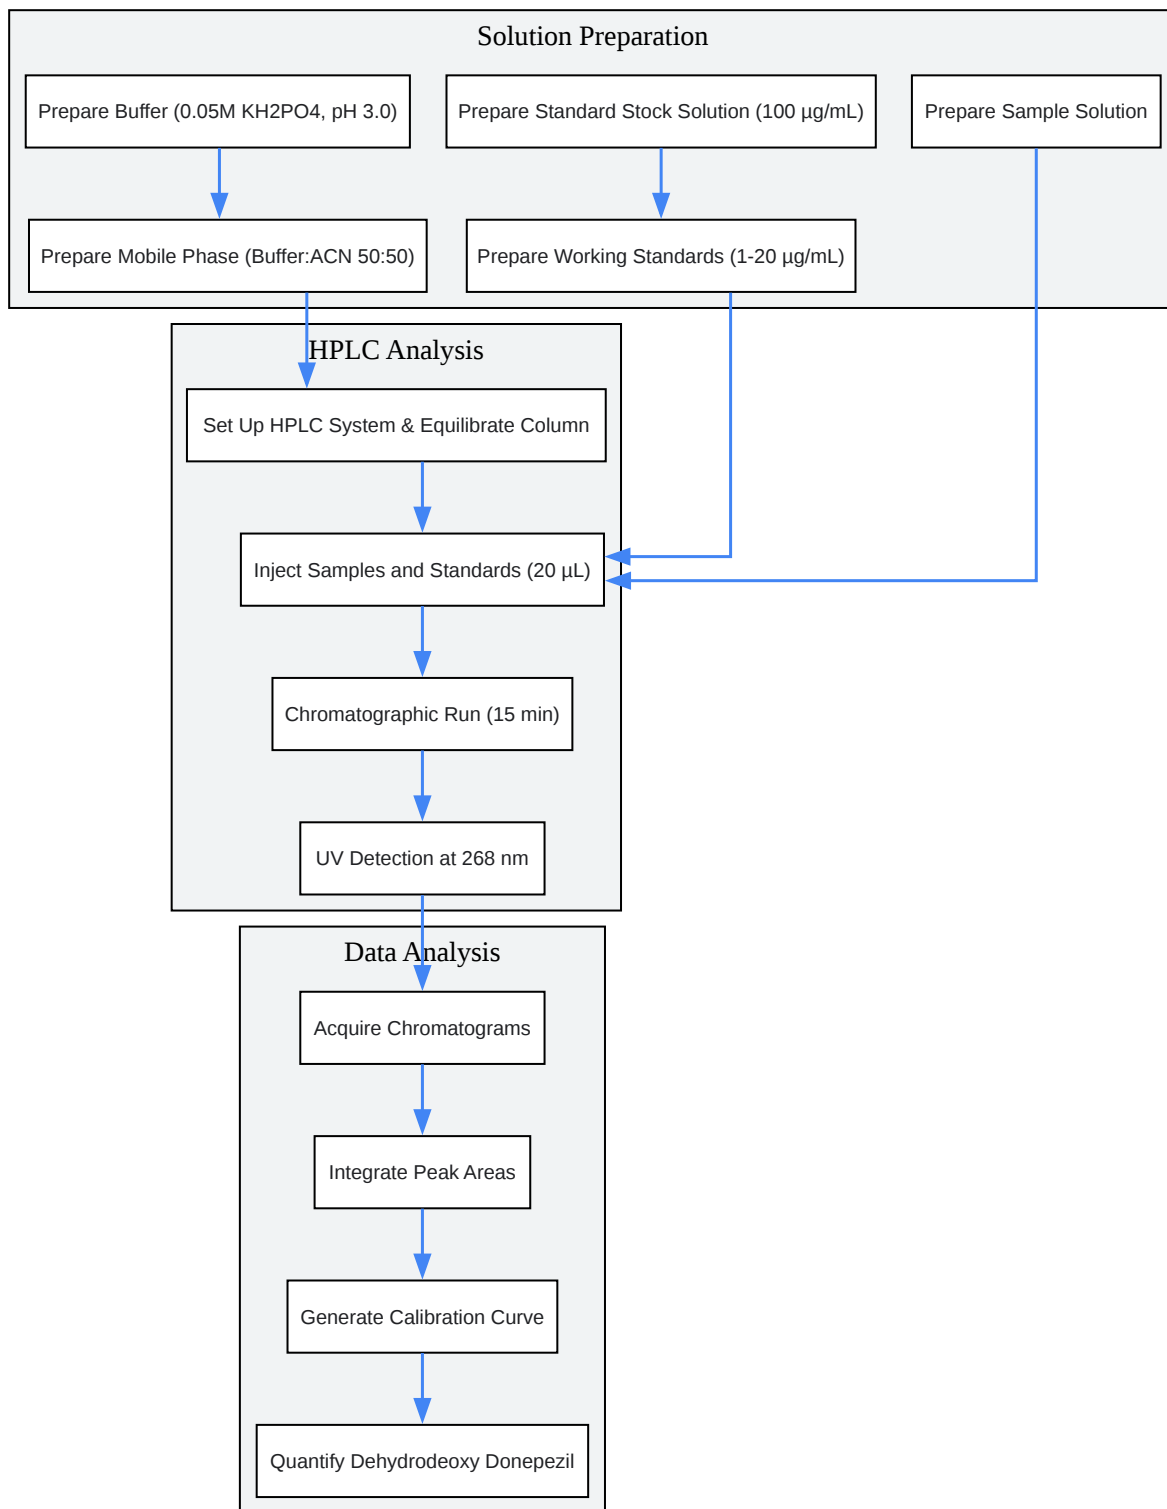 Solution Preparation
Prepare Buffer (0.05M KH2PO4, pH 3.0)
Prepare Standard Stock Solution (100 µg/mL)
Prepare Sample Solution
Prepare Mobile Phase (Buffer:ACN 50:50)
Prepare Working Standards (1-20 µg/mL)
HPLC Analysis
Set Up HPLC System & Equilibrate Column
Inject Samples and Standards (20 µL)
Chromatographic Run (15 min)
UV Detection at 268 nm
Data Analysis
Acquire Chromatograms
Integrate Peak Areas
Generate Calibration Curve
Quantify Dehydrodeoxy Donepezil